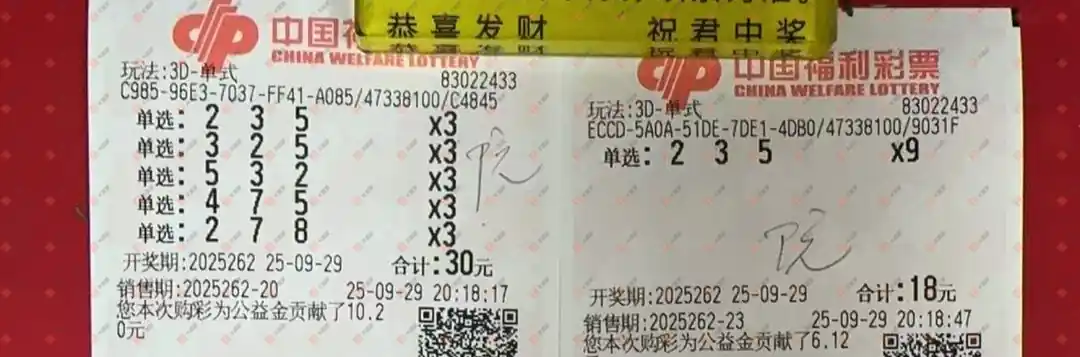 恭喜发财 祝君中奖
中国福
CHINA WELFARE LOTTERY
玩法:3D-单式 83022433
C985-96E3-7037-FF41-A085/47338100/C4845
单选: 2 3 5 x3
单选: 3 2 5 x3
单选: 5 3 2 x3
单选: 4 7 5 x3
单选: 2 7 8 x3
院
开奖期:2025262 25-09-29 合计:30元
销售期:2025262-20 25-09-29 20:18:17
您本次购彩为公益金贡献了10.2
0元
中国福利彩票
CHINA WELFARE LOTTERY
玩法:3D-单式 83022433
ECCD-5A0A-51DE-7DE1-4DB0/47338100/9031F
单选: 2 3 5 x9
院
开奖期:2025262 25-09-29 合计:18元
销售期:2025262-23 25-09-29 20:18:47
您本次购彩为公益金贡献了6.12